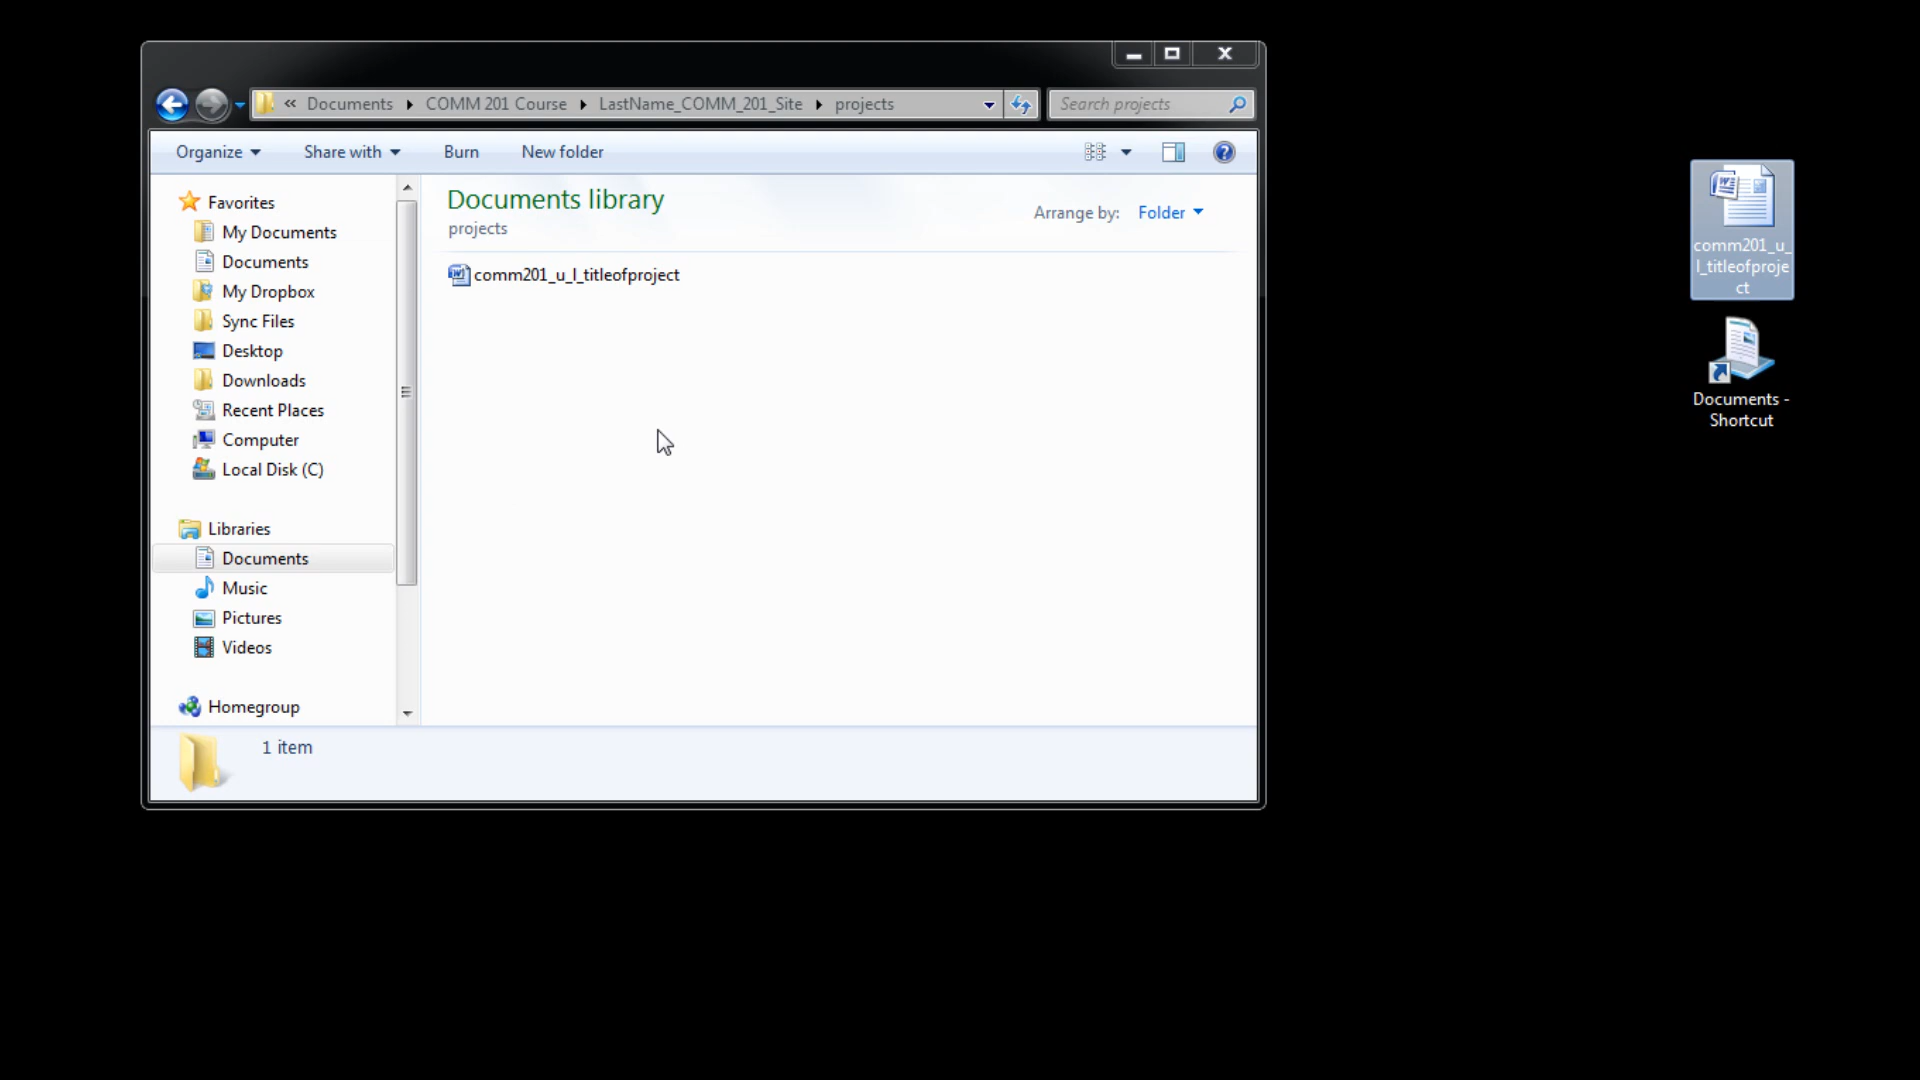 « Documents COMM 201 Course LastName_COMM_201_Site projects
Search projects
Organize Share with Burn New folder
Favorites
My Documents
Documents
My Dropbox
Sync Files
Desktop
Downloads
Recent Places
Computer
Local Disk (C)
Libraries
Documents
Music
Pictures
Videos
Homegroup
Documents library
projects
Arrange by: Folder
comm201_u_l_titleofproject
1 item
comm201_u_
l_titleofproje
ct
Documents -
Shortcut